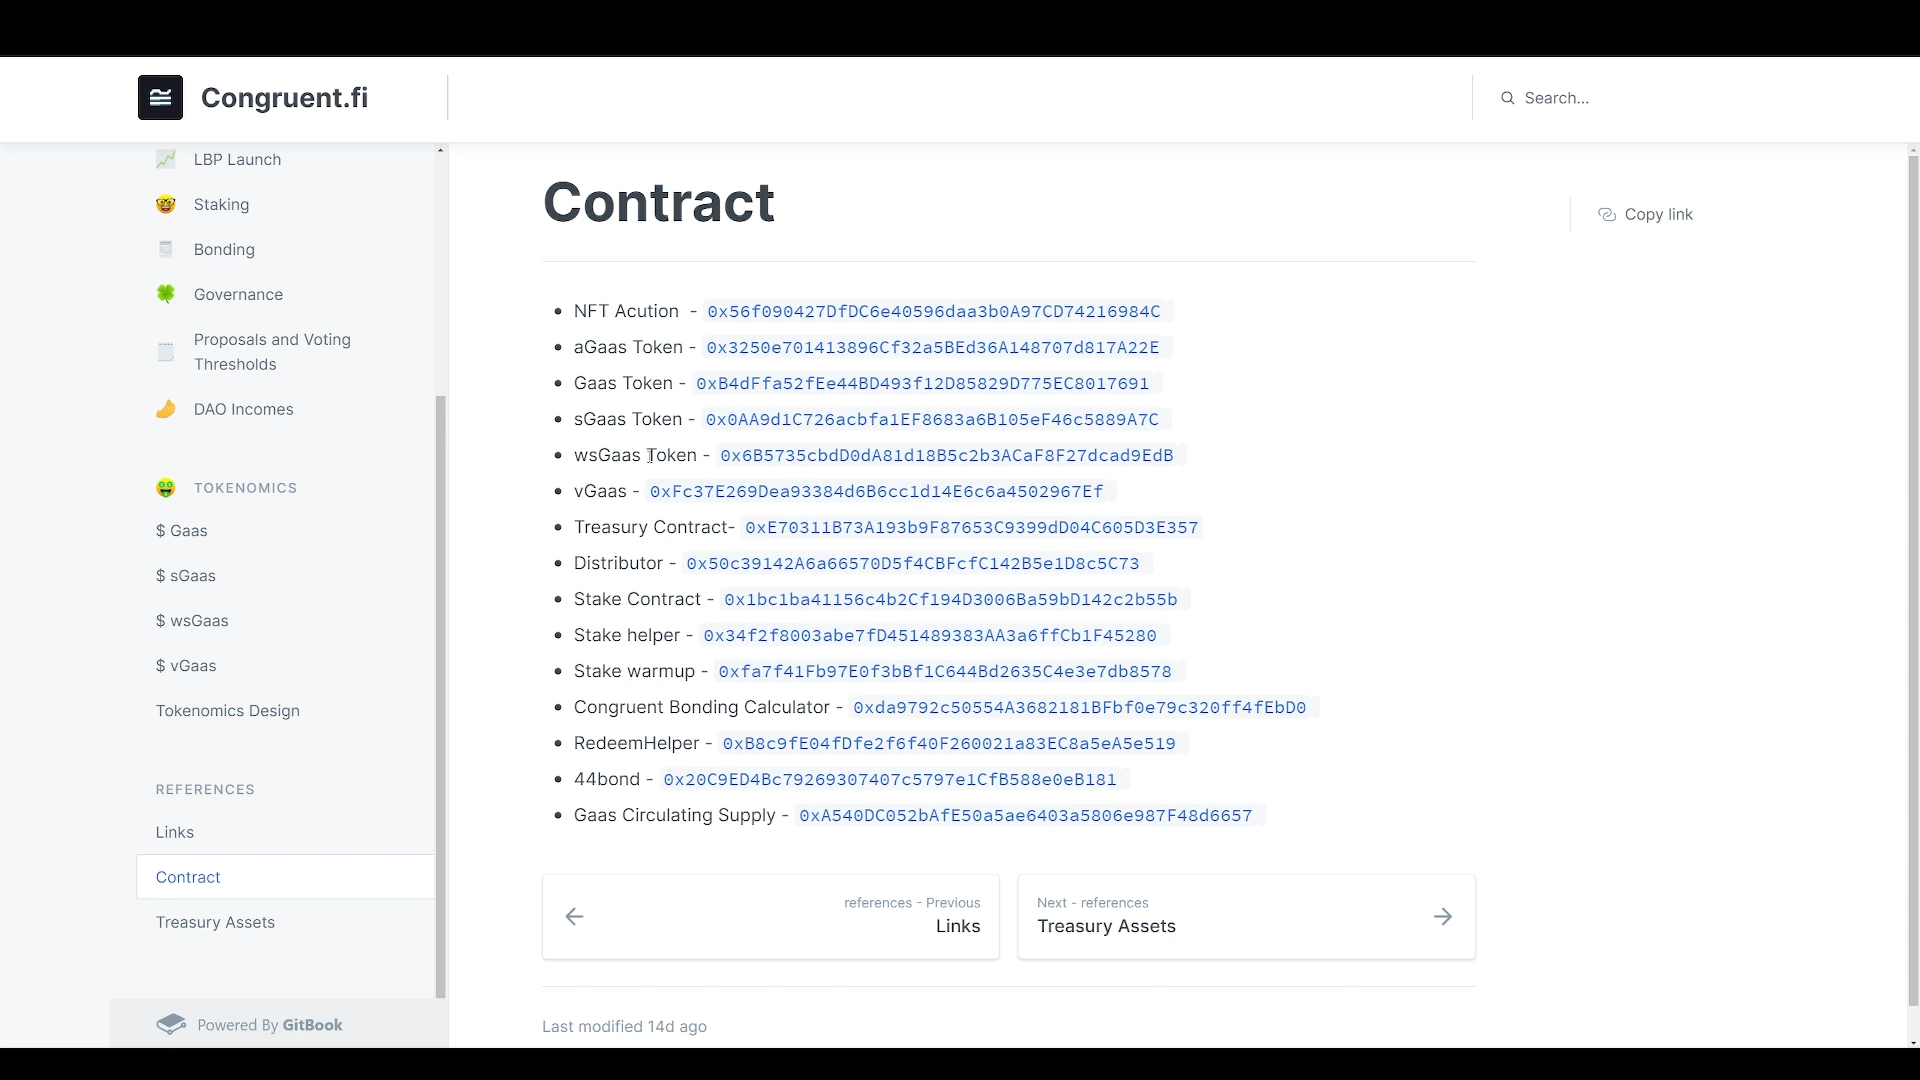 Congruent.fi
Search...
LBP Launch
Staking
Bonding
Governance
Proposals and Voting
Thresholds
DAO Incomes
TOKENOMICS
$ Gaas
$ sGaas
$ wsGaas
$ vGaas
Tokenomics Design
REFERENCES
Links
Contract
Treasury Assets
Powered By GitBook
Contract
Copy link
NFT Acution - 0x56f090427DfDC6e40596daa3b0A97CD74216984C
aGaas Token - 0x3250e701413896Cf32a5BEd36A148707d817A22E
Gaas Token - 0xB4dFfa52fEe44BD493f12D85829D775EC8017691
sGaas Token - 0x0AA9d1C726acbfa1EF8683a6B105eF46c5889A7C
wsGaas Token - 0x6B5735cbdD0dA81d18B5c2b3ACaF8F27dcad9EdB
vGaas - 0xFc37E269Dea93384d6B6cc1d14E6c6a4502967Ef
Treasury Contract- 0xE70311B73A193b9F87653C9399dD04C605D3E357
Distributor - 0x50c39142A6a66570D5f4CBFcfC142B5e1D8c5C73
Stake Contract - 0x1bc1ba41156c4b2Cf194D3006Ba59bD142c2b55b
Stake helper - 0x34f2f8003abe7fD451489383AA3a6ffCb1F45280
Stake warmup - 0xfa7f41Fb97E0f3bBf1C644Bd2635C4e3e7db8578
Congruent Bonding Calculator - 0xda9792c50554A3682181BFbf0e79c320ff4fEbD0
RedeemHelper - 0xB8c9fE04fDfe2f6f40F260021a83EC8a5eA5e519
44bond - 0x20C9ED4Bc79269307407c5797e1CfB588e0eB181
Gaas Circulating Supply - 0xA540DC052bAfE50a5ae6403a5806e987F48d6657
references - Previous
Links
Next - references
Treasury Assets
Last modified 14d ago